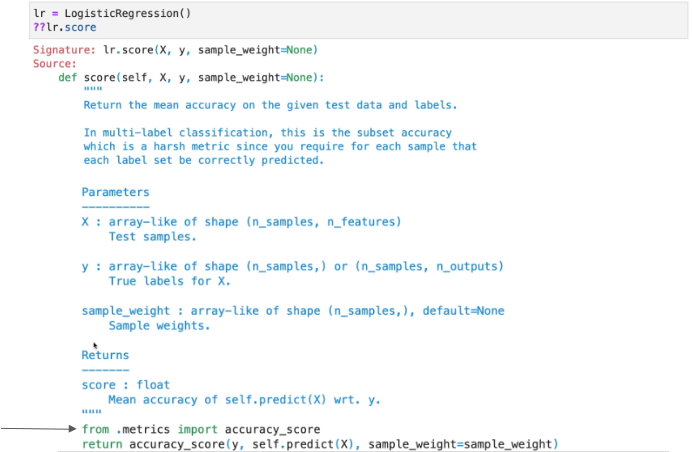 lr = LogisticRegression()
??lr.score
Signature: lr.score(X, y, sample_weight=None)
Source:
    def score(self, X, y, sample_weight=None):
        """
        Return the mean accuracy on the given test data and labels.

        In multi-label classification, this is the subset accuracy
        which is a harsh metric since you require for each sample that
        each label set be correctly predicted.

        Parameters
        ----------
        X : array-like of shape (n_samples, n_features)
            Test samples.

        y : array-like of shape (n_samples,) or (n_samples, n_outputs)
            True labels for X.

        sample_weight : array-like of shape (n_samples,), default=None
            Sample weights.

        Returns
        -------
        score : float
            Mean accuracy of self.predict(X) wrt. y.
        """
        from .metrics import accuracy_score
        return accuracy_score(y, self.predict(X), sample_weight=sample_weight)